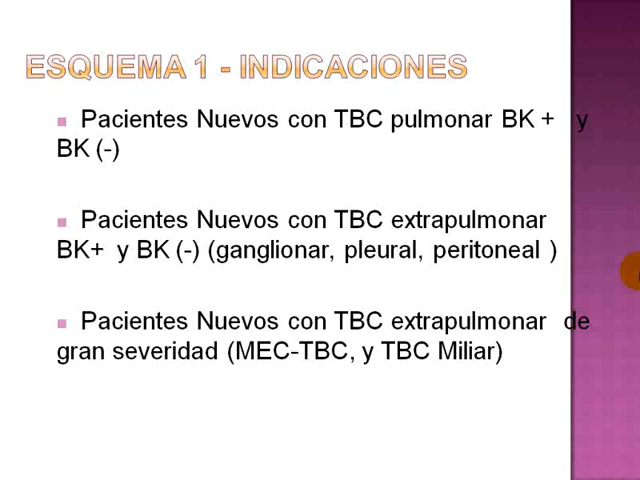 ESQUEMA 1 - INDICACIONES
Pacientes Nuevos con TBC pulmonar BK + y
BK (-)
Pacientes Nuevos con TBC extrapulmonar
BK+ y BK (-) (ganglionar, pleural, peritoneal )
Pacientes Nuevos con TBC extrapulmonar de
gran severidad (MEC-TBC, y TBC Miliar)